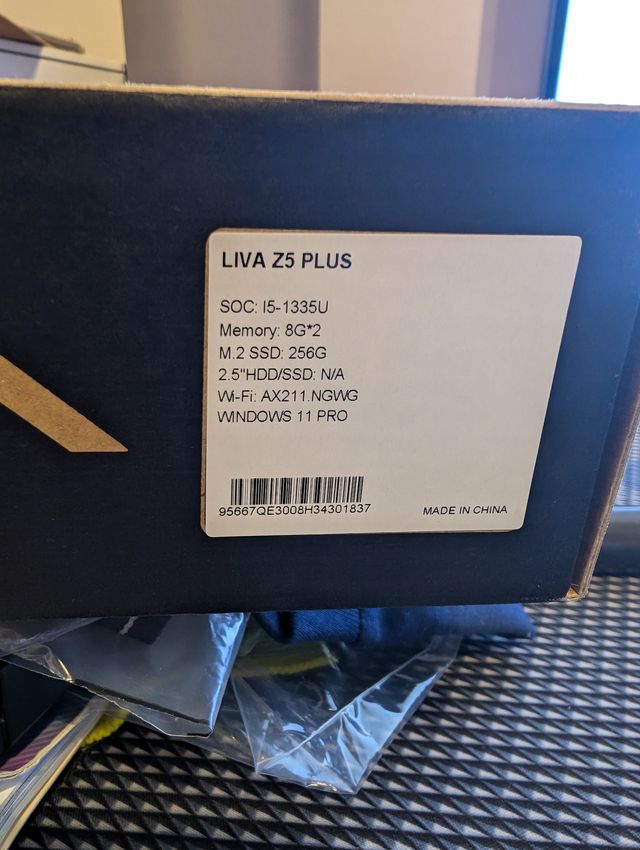 LIVA Z5 PLUS
SOC: I5-1335U
Memory: 8G*2
M.2 SSD: 256G
2.5"HDD/SSD: N/A
Wi-Fi: AX211.NGWG
WINDOWS 11 PRO
95667QE3008H34301837
MADE IN CHINA